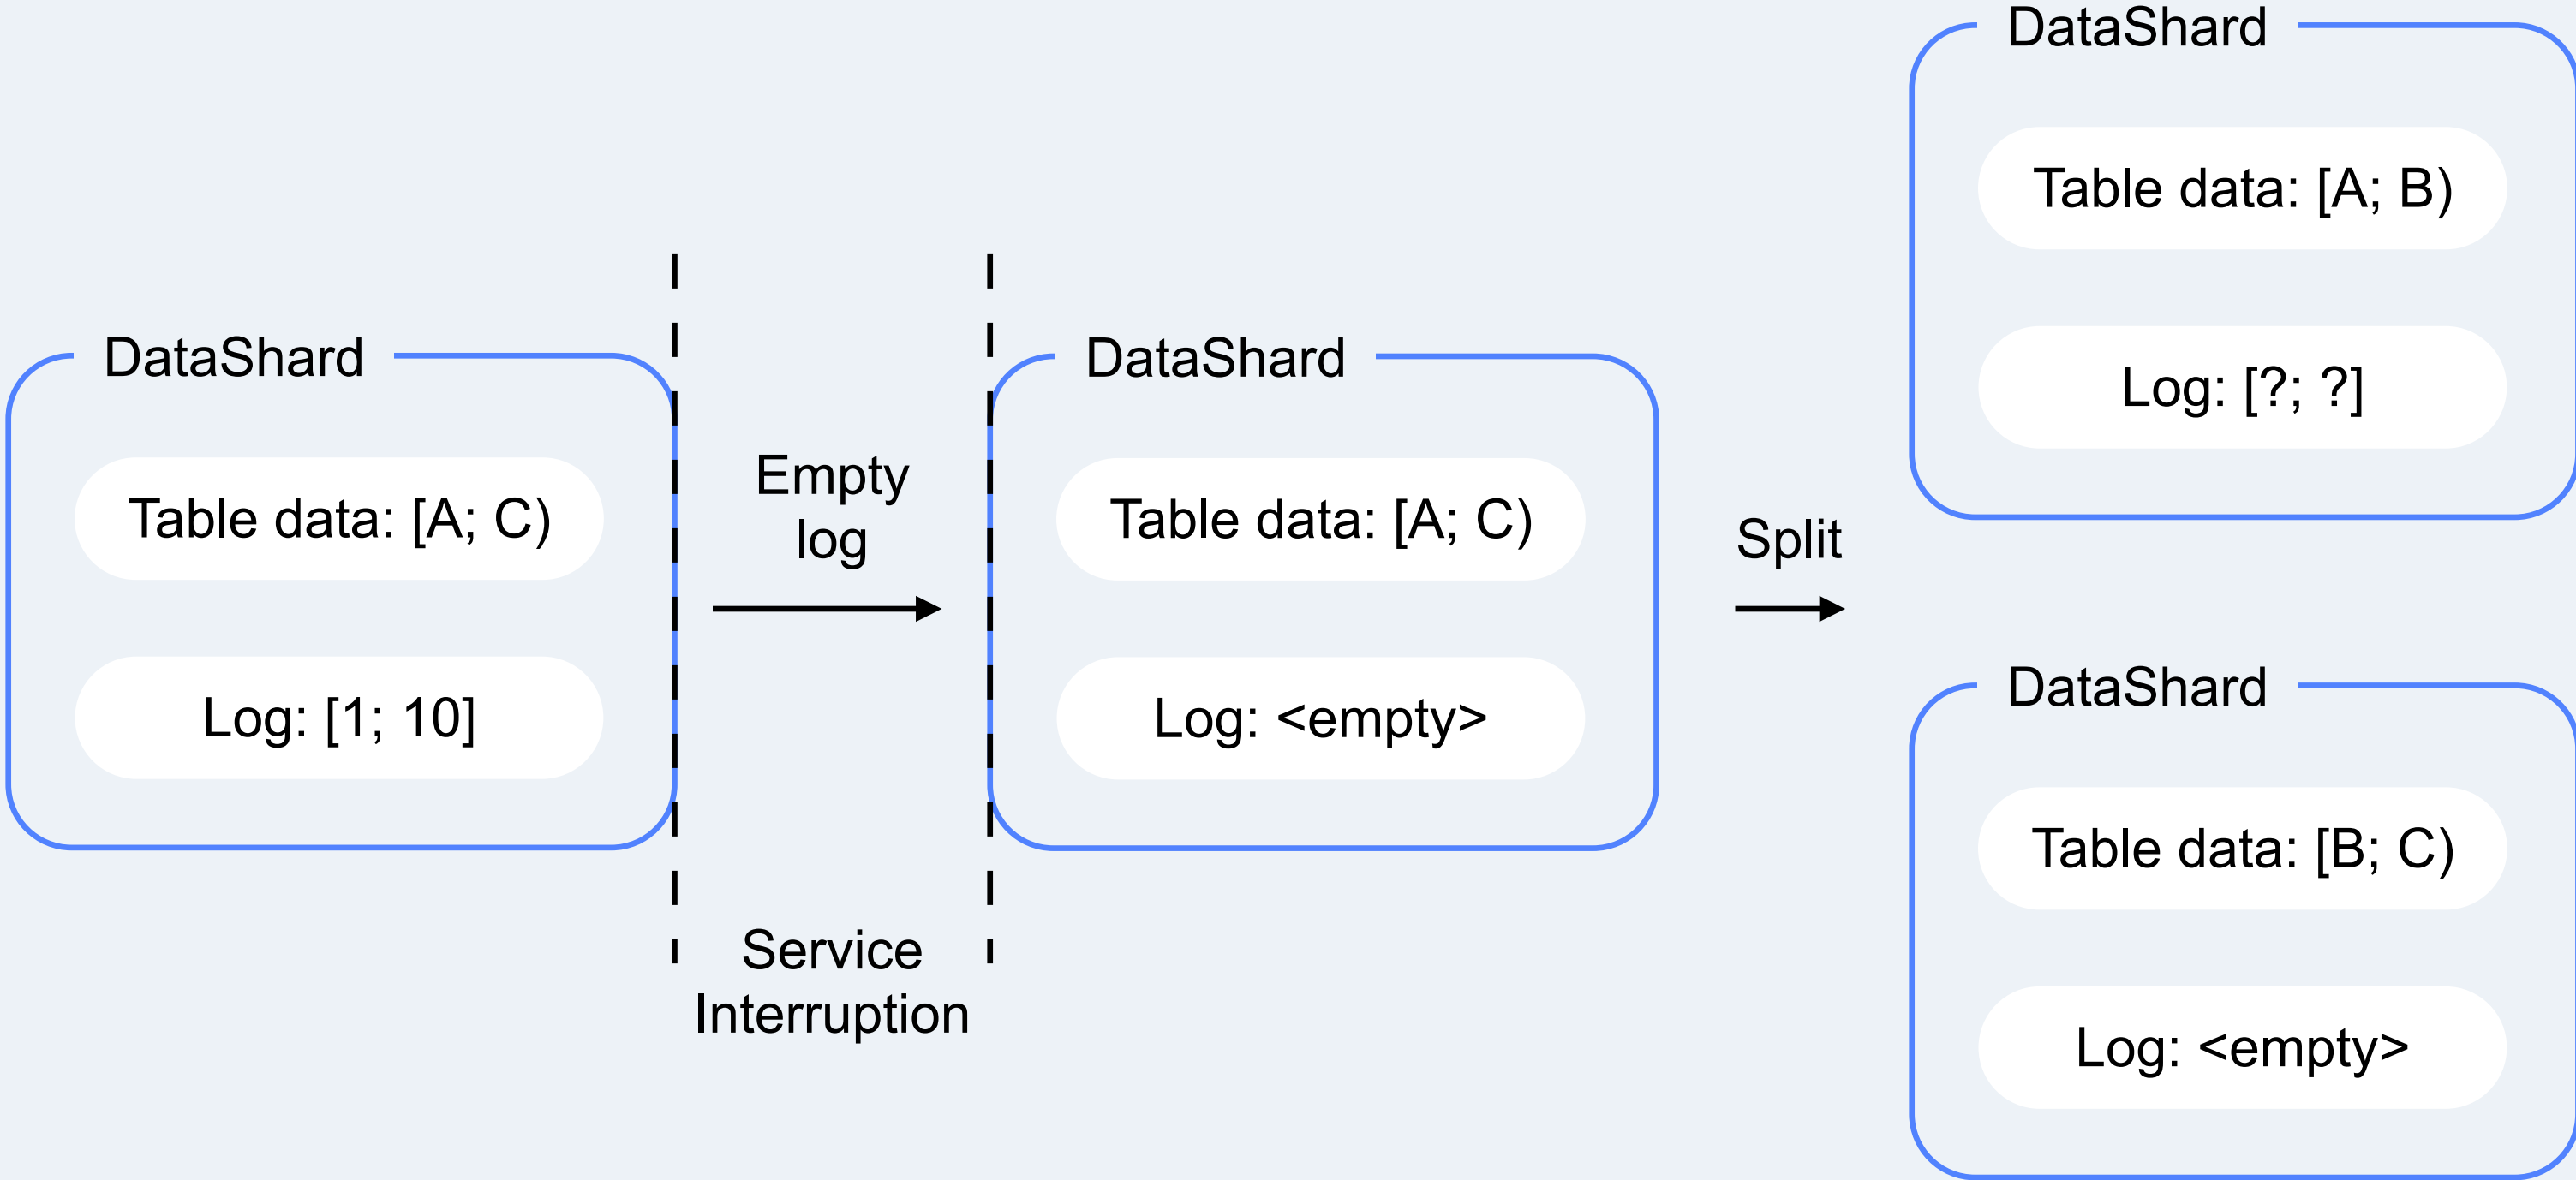 DataShard
Table data: [A; C)
Log: [1; 10]
Empty
log
Service
Interruption
DataShard
Table data: [A; C)
Log: <empty>
Split
DataShard
Table data: [A; B)
Log: [?; ?]
DataShard
Table data: [B; C)
Log: <empty>